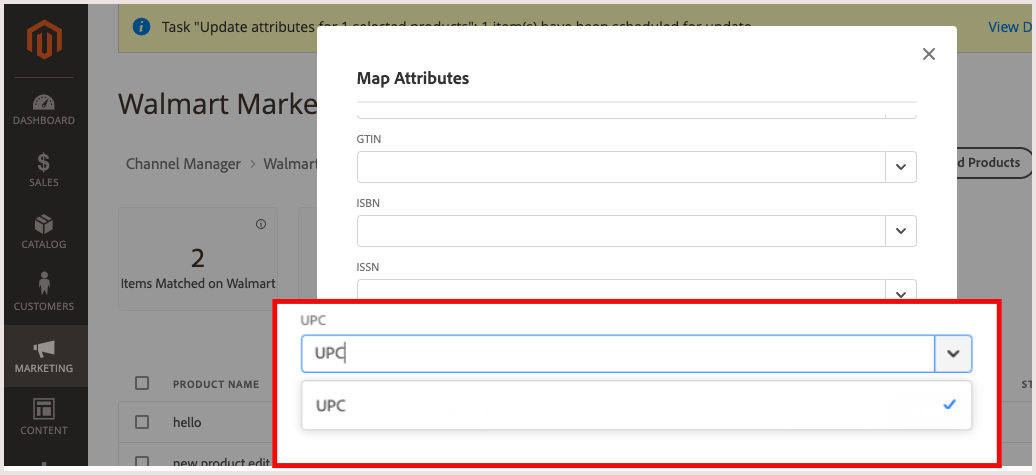 Task "Update attributes for 1 selected products": 1 item(s) have been scheduled for update.
View D
Walmart Marke
Channel Manager > Walmart
d Products
2
Items Matched on Walmart
DASHBOARD
SALES
CATALOG
CUSTOMERS
MARKETING
CONTENT
Map Attributes
GTIN
ISBN
ISSN
UPC
UPC
UPC
PRODUCT NAME
ST
hello
new product edit